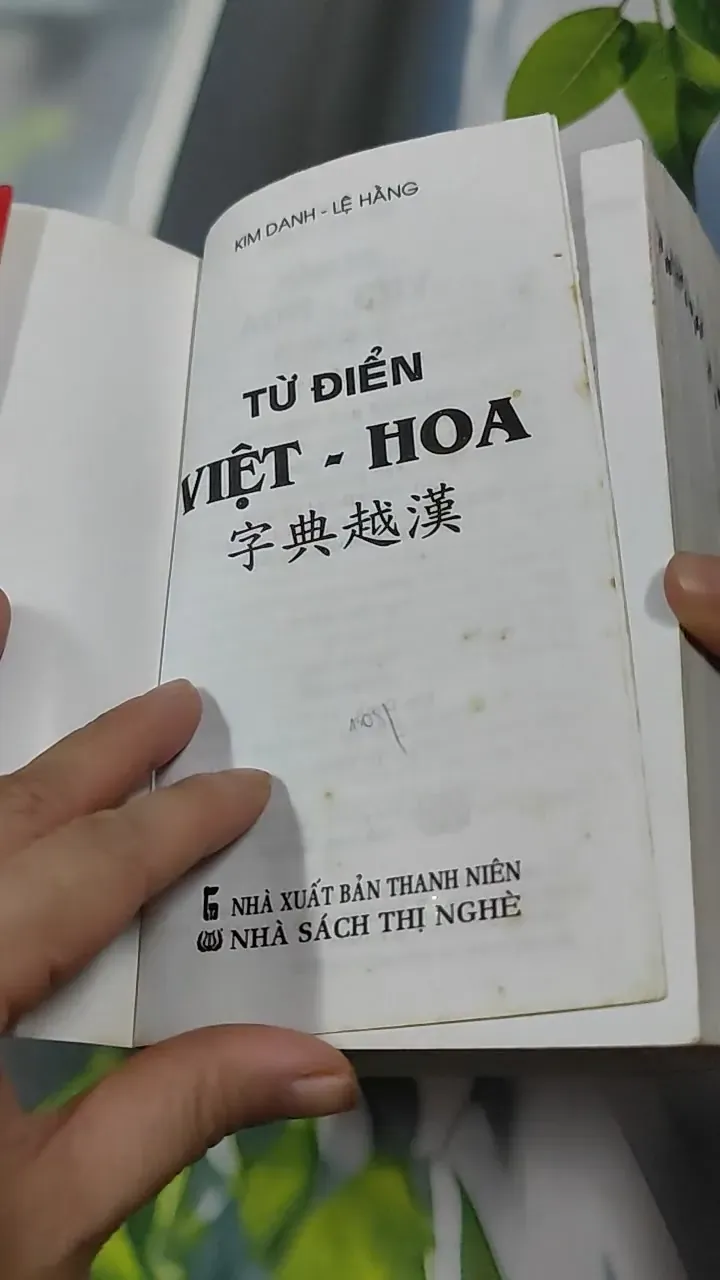 KIM DANH - LỆ HẰNG
TỪ ĐIỂN
VIỆT - HOA
字典越漢
NHÀ XUẤT BẢN THANH NIÊN
NHÀ SÁCH THỊ NGHÈ